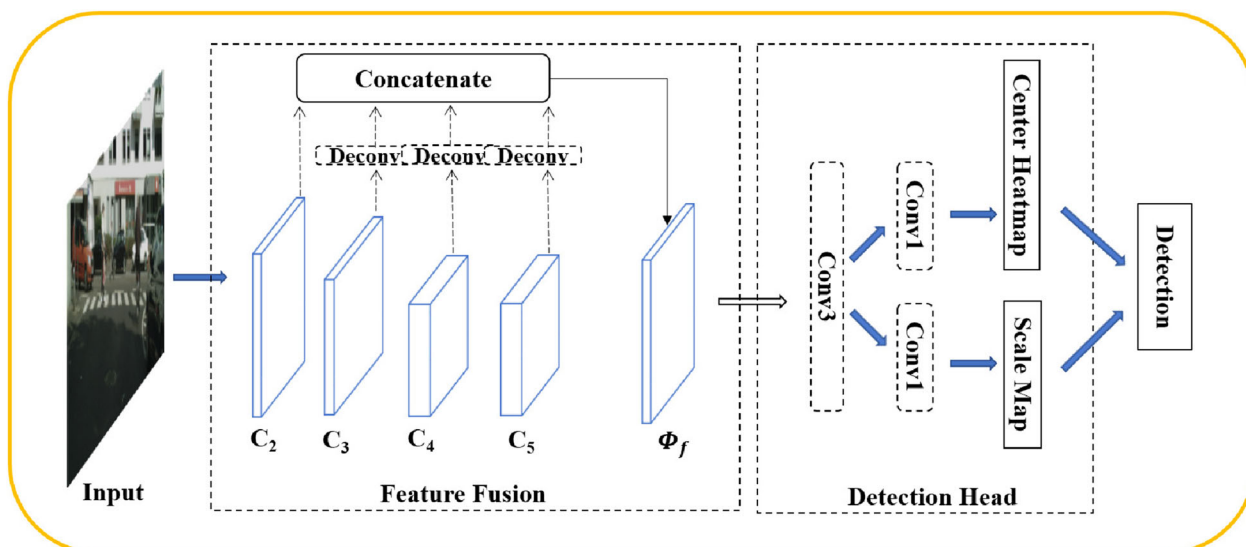 Concatenate
Deconv Deconv Deconv
C2 C3 C4 C5 Φf
Input
Feature Fusion
Conv3
Conv1
Conv1
Center Heatmap
Scale Map
Detection Head
Detection